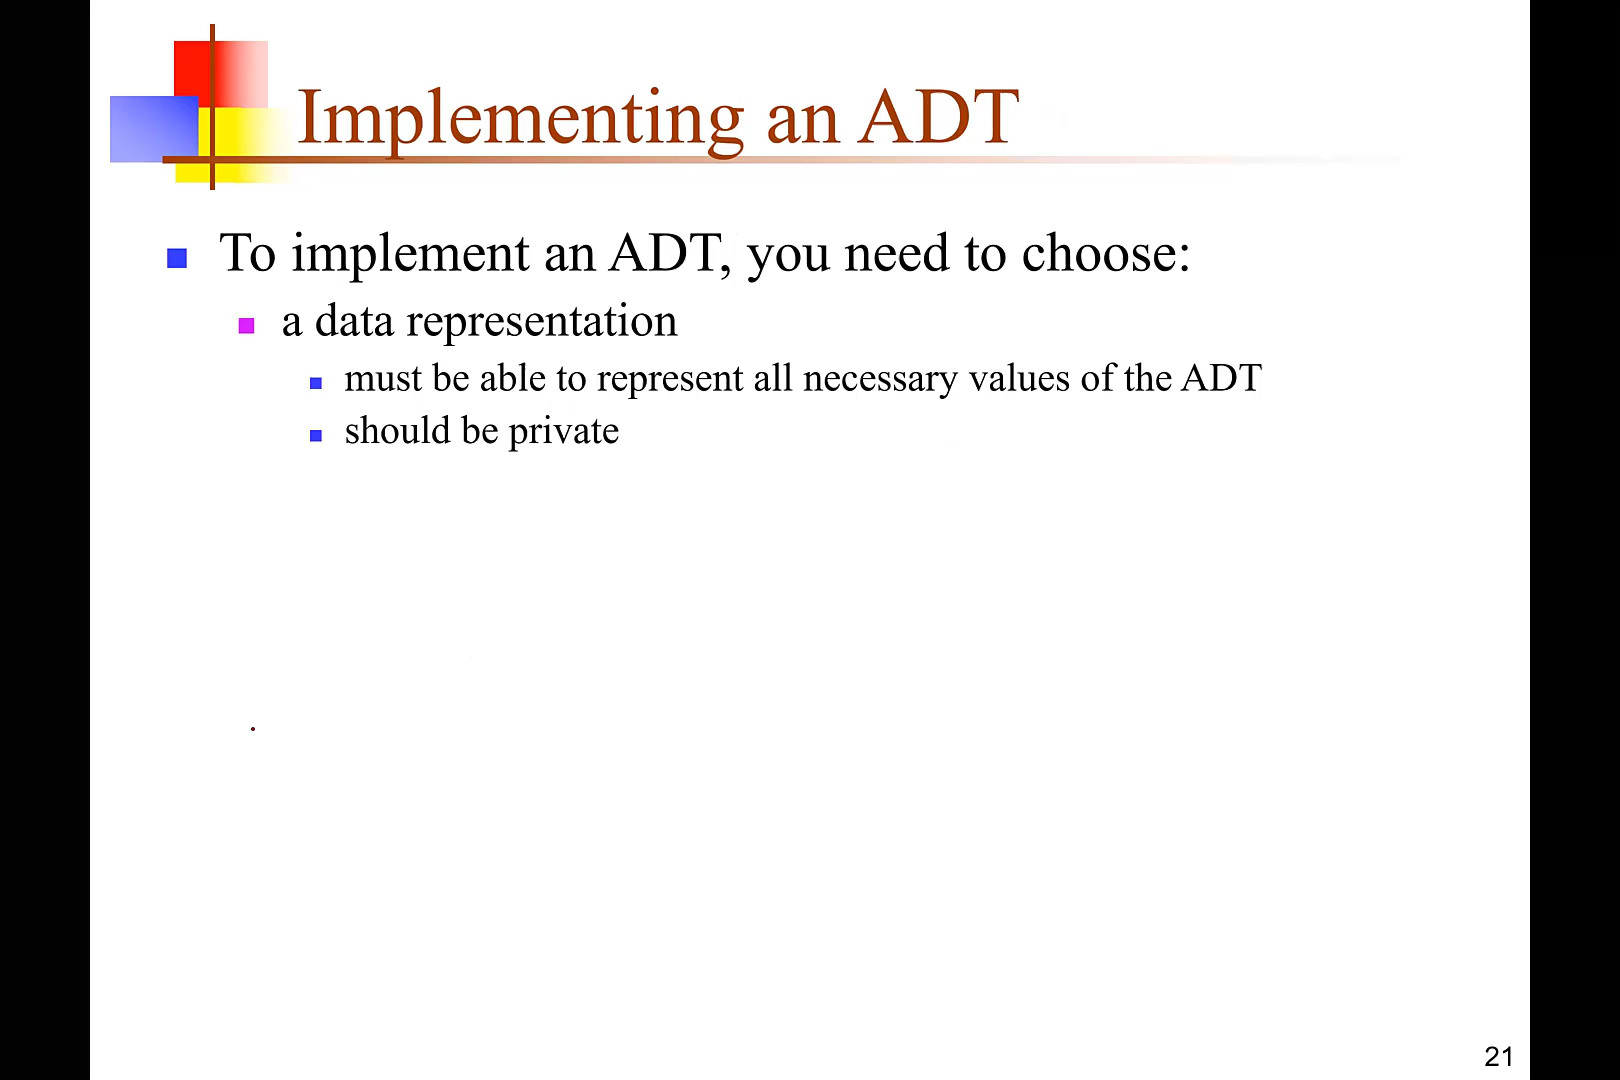 Implementing an ADT
To implement an ADT, you need to choose:
a data representation
must be able to represent all necessary values of the ADT
should be private
21